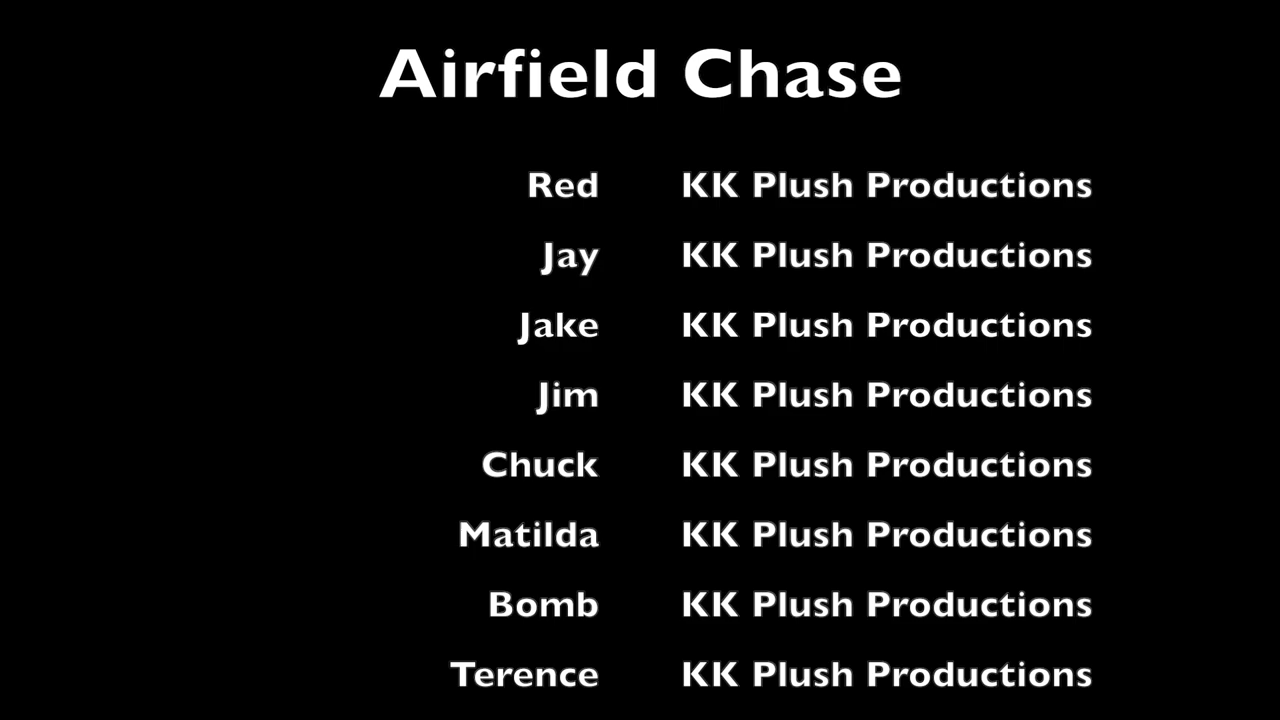 Airfield Chase
Red KK Plush Productions
Jay KK Plush Productions
Jake KK Plush Productions
Jim KK Plush Productions
Chuck KK Plush Productions
Matilda KK Plush Productions
Bomb KK Plush Productions
Terence KK Plush Productions